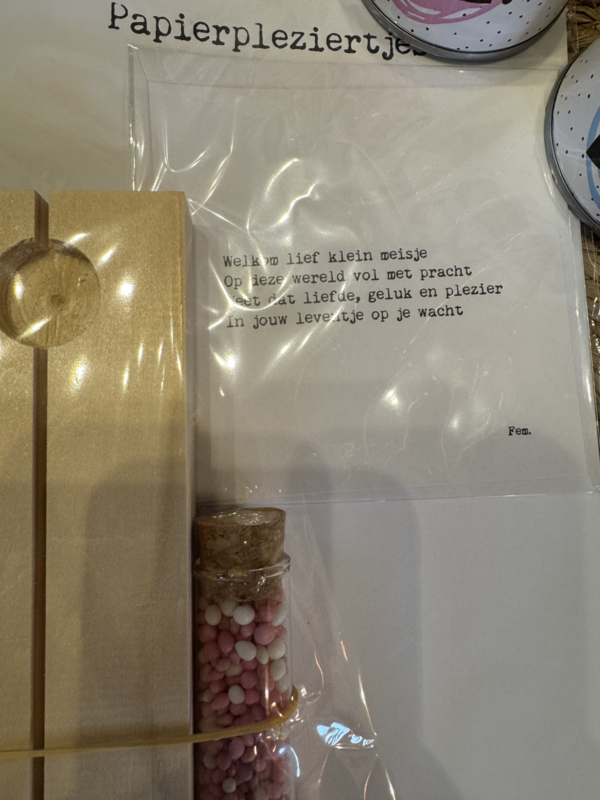 Papierpleziertjes
Welkom lief klein meisje
Op deze wereld vol met pracht
Weet dat liefde, geluk en plezier
In jouw leventje op je wacht
Fem.